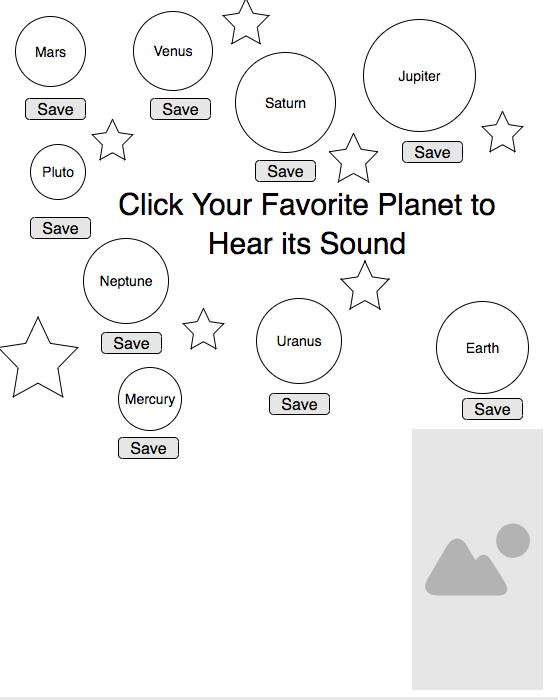 Mars
Venus
Saturn
Jupiter
Save
Save
Save
Save
Pluto
Save
Click Your Favorite Planet to
Hear its Sound
Neptune
Save
Uranus
Earth
Save
Save
Mercury
Save